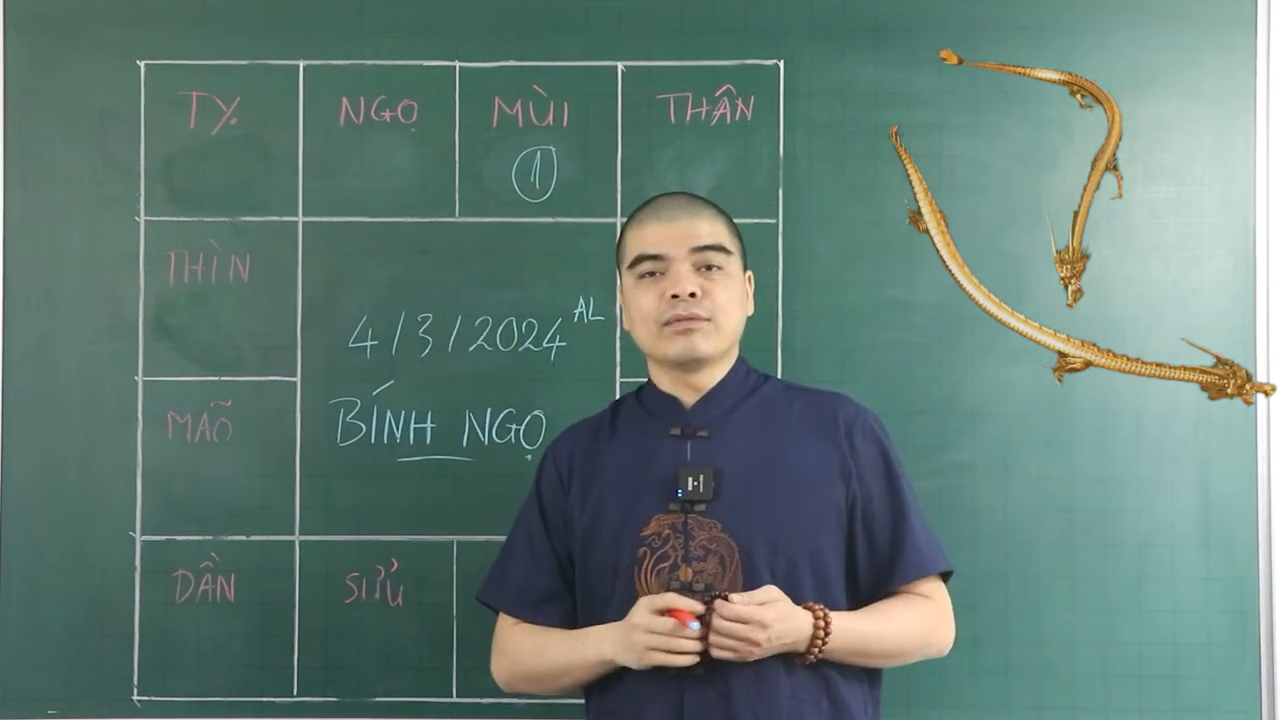 TỴ
NGỌ
MÙI
THÂN
1
THÌN
4/3/2024 AL
MÃO
BÍNH NGỌ
DẦN
SỬU